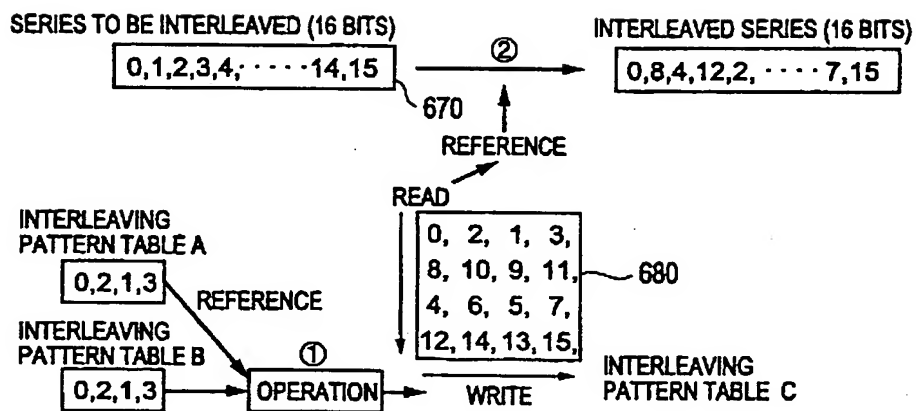 SERIES TO BE INTERLEAVED (16 BITS)
0,1,2,3,4,·····14,15
670
②
INTERLEAVED SERIES (16 BITS)
0,8,4,12,2, ····7,15
REFERENCE
READ
INTERLEAVING
PATTERN TABLE A
0,2,1,3
REFERENCE
INTERLEAVING
PATTERN TABLE B
0,2,1,3
①
OPERATION
0, 2, 1, 3,
8, 10, 9, 11,
4, 6, 5, 7,
12, 14, 13, 15,
680
WRITE
INTERLEAVING
PATTERN TABLE C